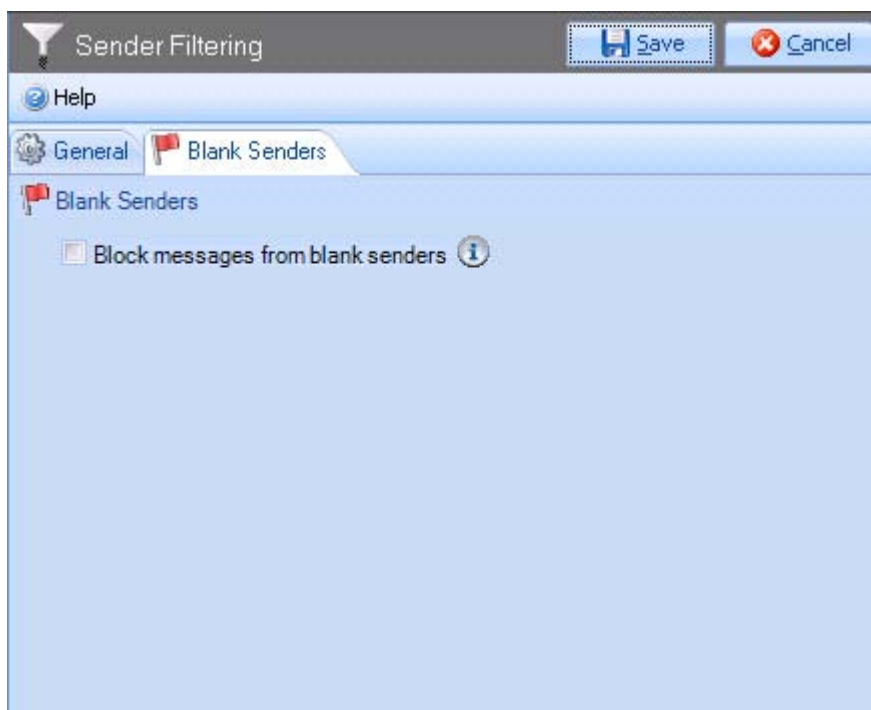 Sender Filtering
Save
Cancel
Help
General
Blank Senders
Blank Senders
Block messages from blank senders